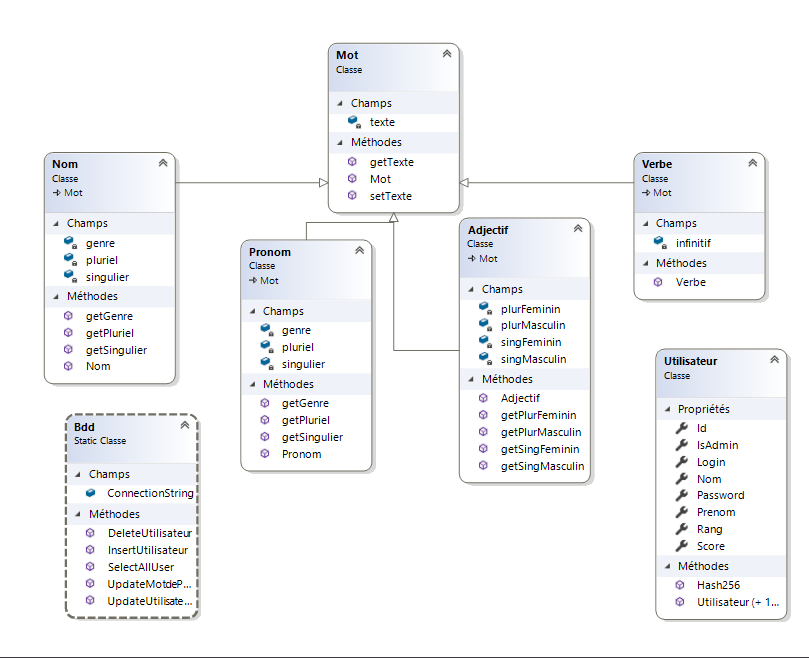 Mot
Classe
Champs
texte
Méthodes
getTexte
Mot
setTexte
Nom
Classe
Mot
Champs
genre
pluriel
singulier
Méthodes
getGenre
getPluriel
getSingulier
Nom
Pronom
Classe
Mot
Champs
genre
pluriel
singulier
Méthodes
getGenre
getPluriel
getSingulier
Pronom
Adjectif
Classe
Mot
Champs
plurFeminin
plurMasculin
singFeminin
singMasculin
Méthodes
Adjectif
getPlurFeminin
getPlurMasculin
getSingFeminin
getSingMasculin
Verbe
Classe
Mot
Champs
infinitif
Méthodes
Verbe
Bdd
Static Classe
Champs
ConnectionString
Méthodes
DeleteUtilisateur
InsertUtilisateur
SelectAllUser
UpdateMotdeP...
UpdateUtilisate...
Utilisateur
Classe
Propriétés
Id
IsAdmin
Login
Nom
Password
Prenom
Rang
Score
Méthodes
Hash256
Utilisateur (+ 1...